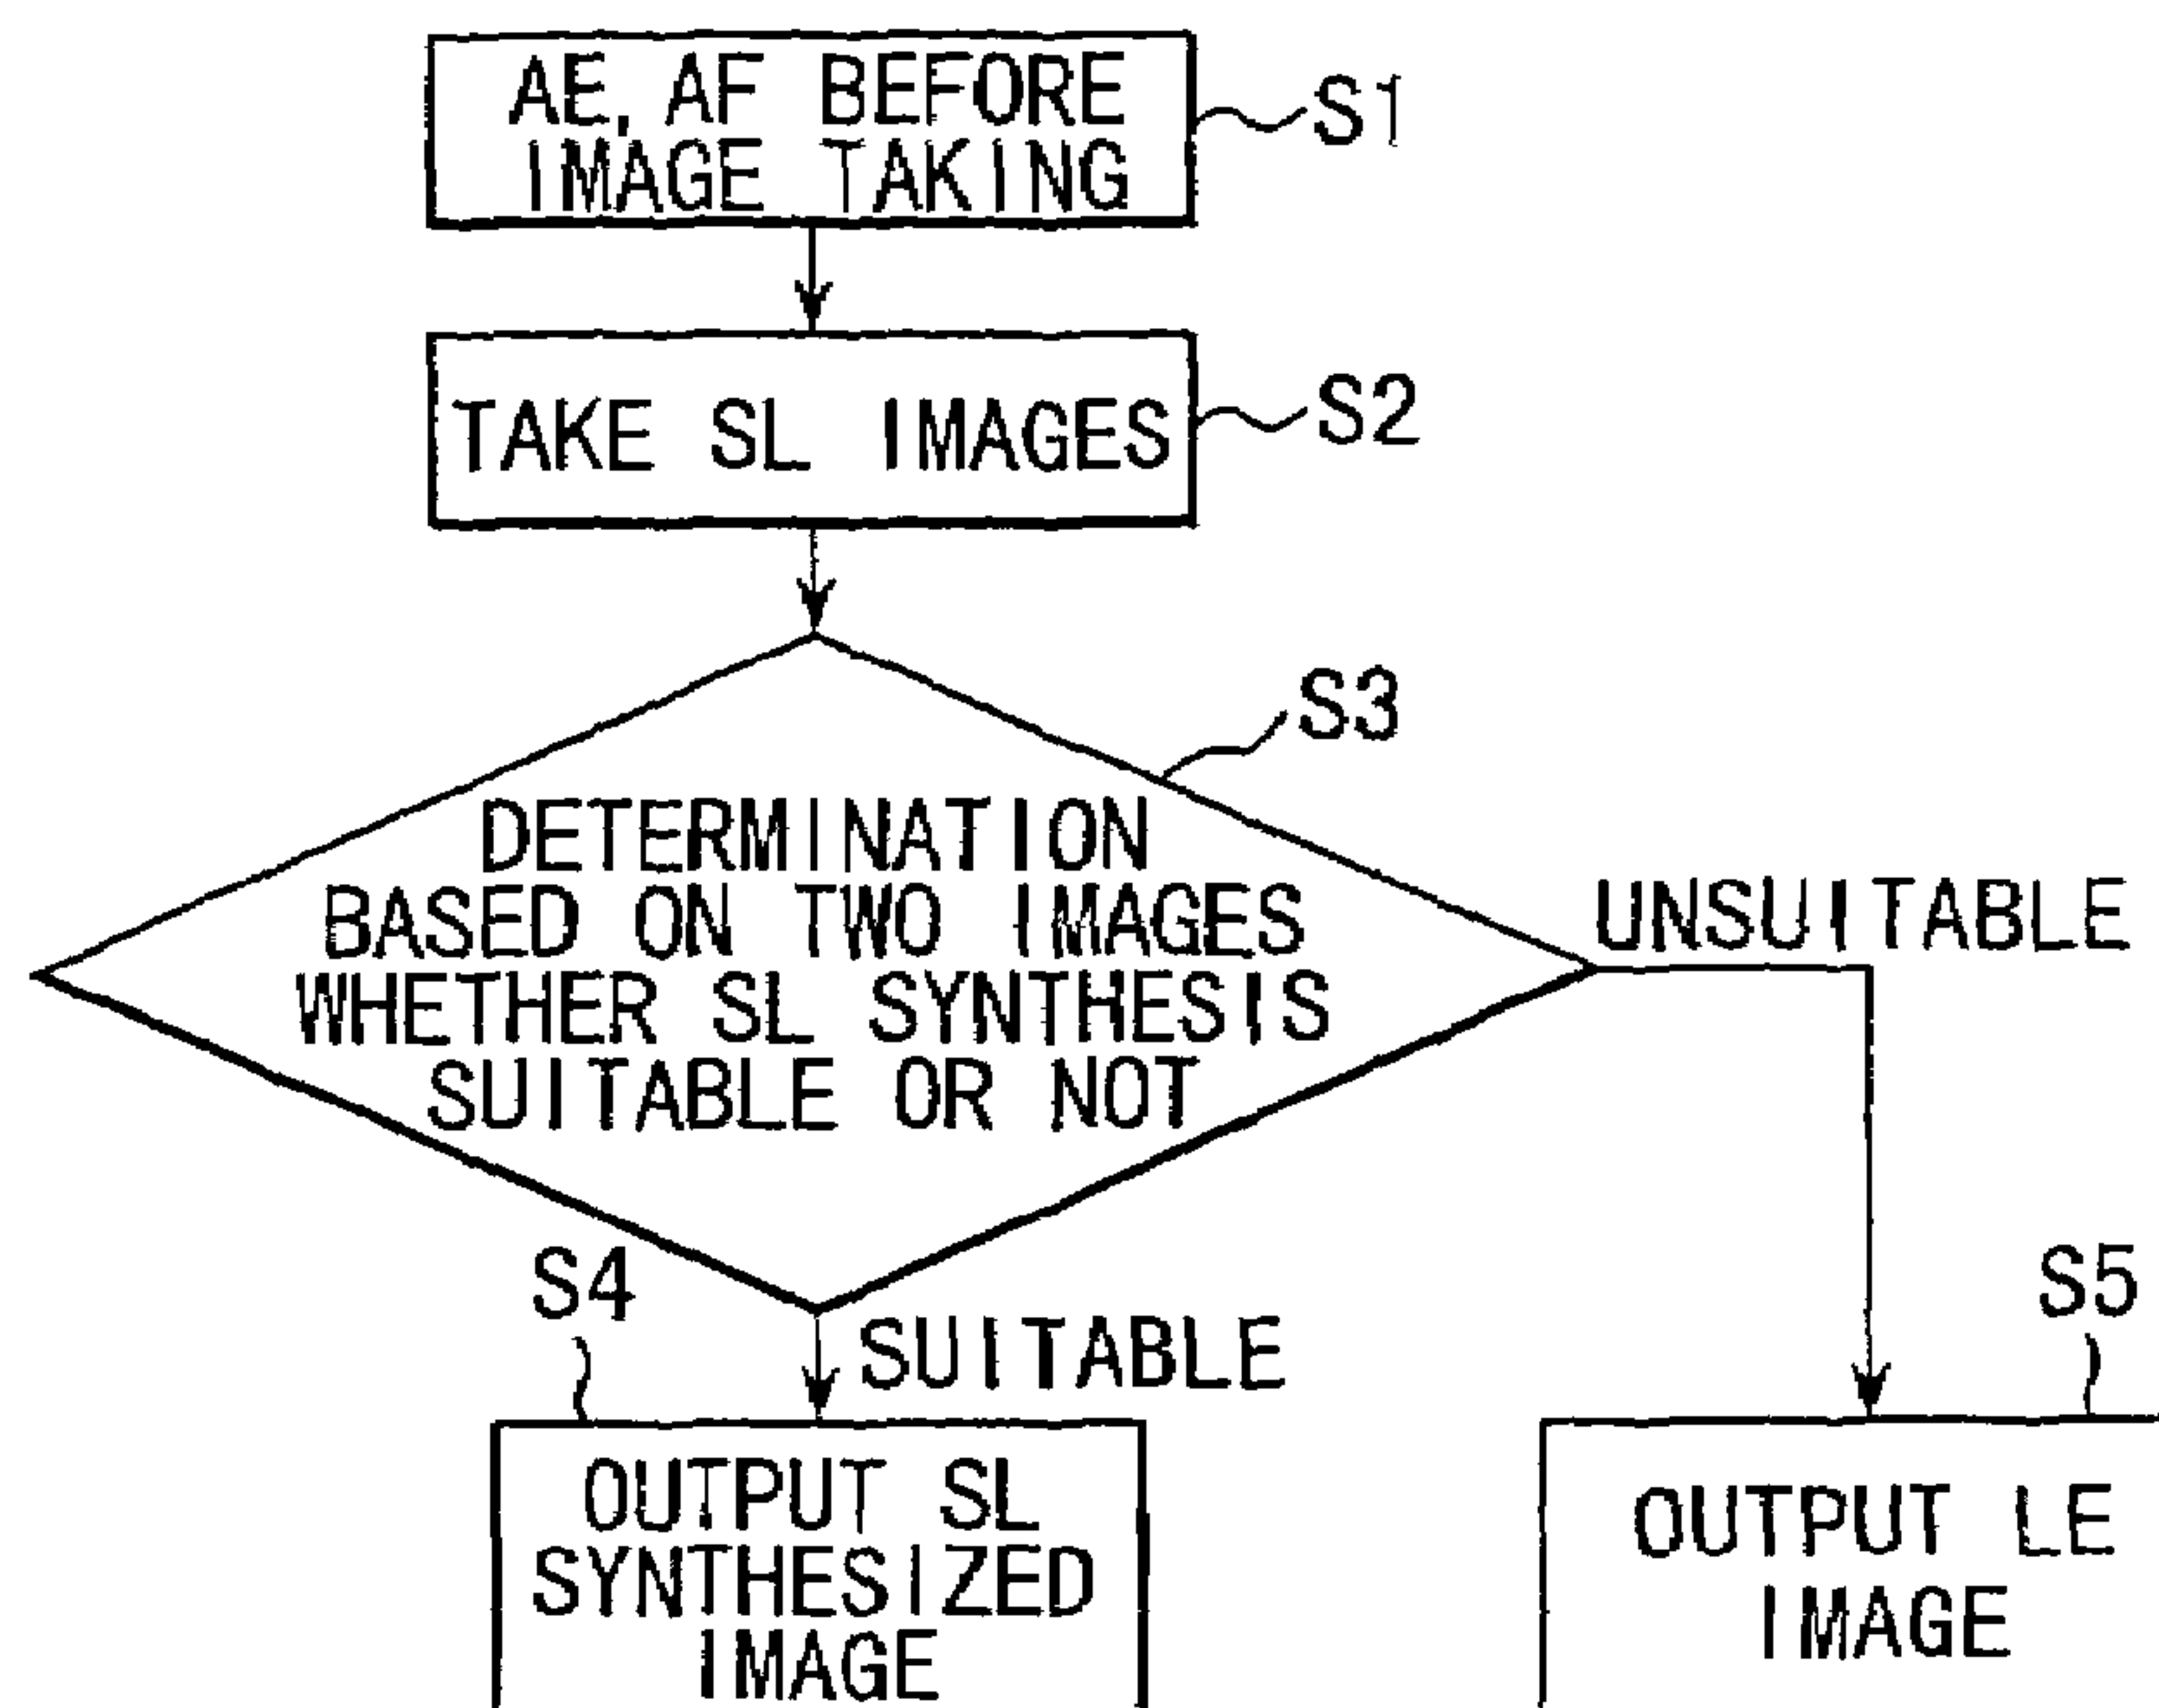 AE, AF BEFORE
IMAGE TAKING
S1
TAKE SL IMAGES
S2
S3
DETERMINATION
BASED ON TWO IMAGES
WHETHER SL SYNTHESIS
SUITABLE OR NOT
UNSUITABLE
S4
SUITABLE
S5
OUTPUT SL
SYNTHESIZED
IMAGE
OUTPUT LE
IMAGE